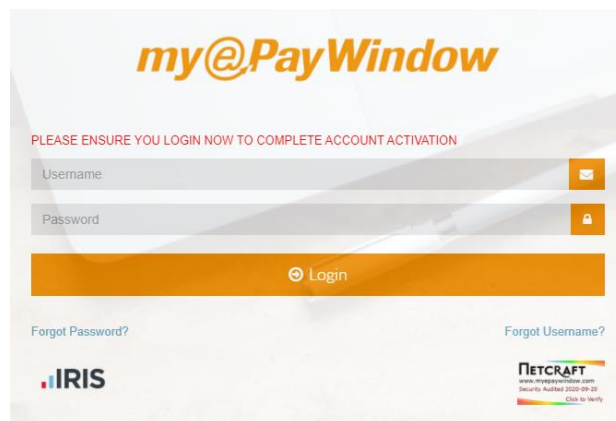 my@PayWindow
PLEASE ENSURE YOU LOGIN NOW TO COMPLETE ACCOUNT ACTIVATION
Username
Password
Login
Forgot Password? Forgot Username?
IRIS
NETCRAFT
www.myepaywindow.com
Security Audited 2020-09-20
Click to Verify